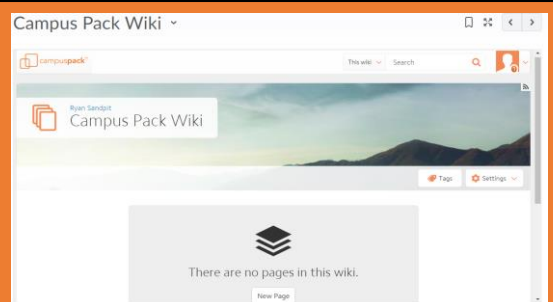 Campus Pack Wiki
campuspack
This wiki
Search
Ryan Sandpit
Campus Pack Wiki
Tags
Settings
There are no pages in this wiki.
New Page